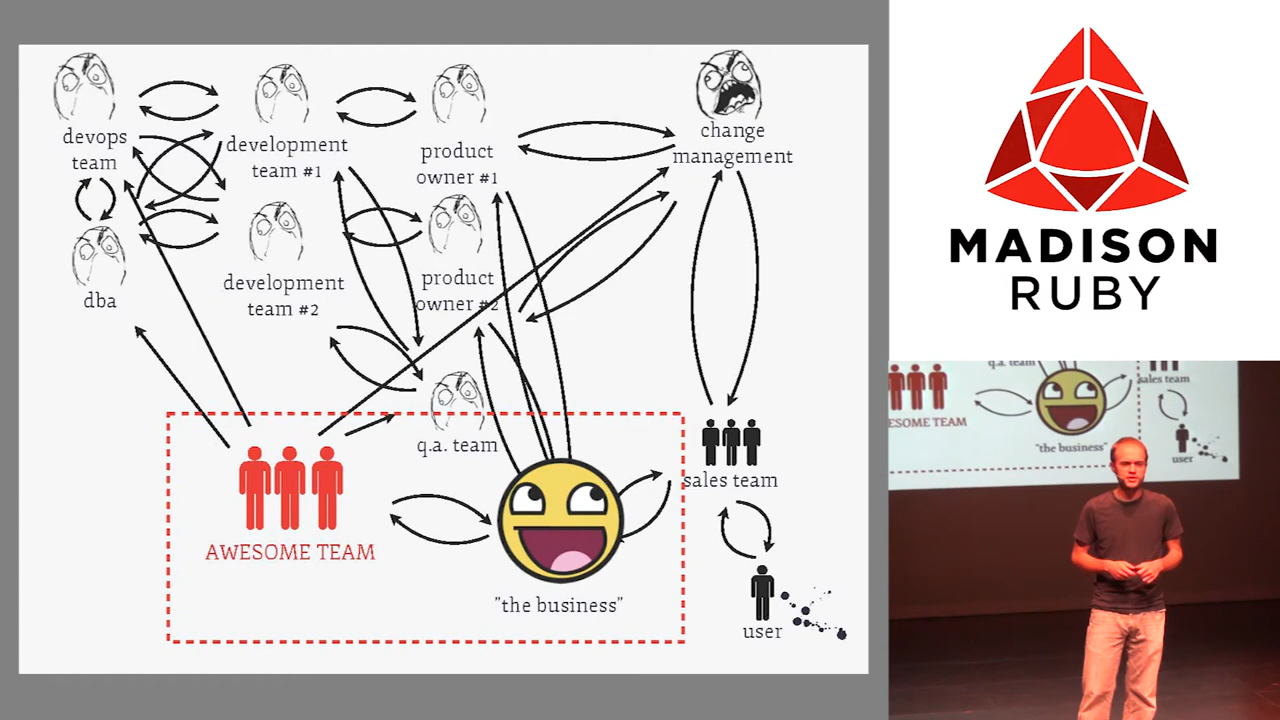 devops
team
development
team #1
product
owner #1
change
management
dba
development
team #2
product
owner #2
q.a. team
sales team
AWESOME TEAM
"the business"
user
MADISON
RUBY
q.a. team
sales team
ESOME TEAM
"the business"
user